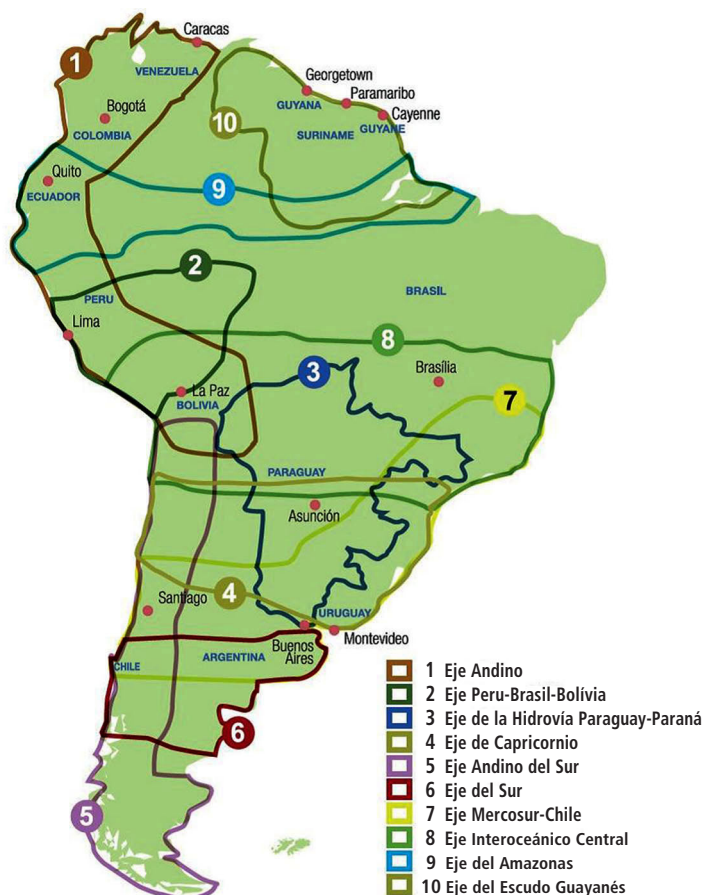 Caracas
1
VENEZUELA
Georgetown
Paramaribo
Bogotá
GUYANA
Cayenne
10
GUYANE
COLOMBIA
SURINAME
Quito
9
ECUADOR
2
PERU
BRASIL
Lima
8
3
Brasília
La Paz
7
BOLIVIA
PARAGUAY
Asunción
4
Santiago
URUGUAY
Buenos
Aires
Montevideo
CHILE
ARGENTINA
6
5
1 Eje Andino
2 Eje Peru-Brasil-Bolívia
3 Eje de la Hidrovía Paraguay-Paraná
4 Eje de Capricornio
5 Eje Andino del Sur
6 Eje del Sur
7 Eje Mercosur-Chile
8 Eje Interoceánico Central
9 Eje del Amazonas
10 Eje del Escudo Guayanés